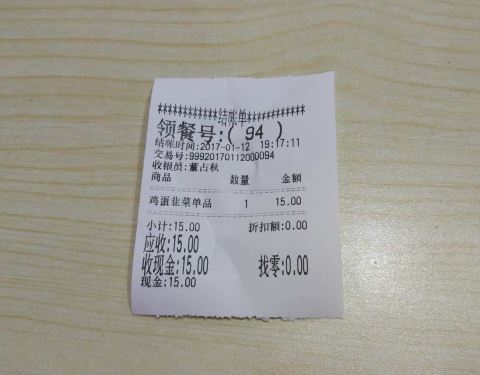 ***********结帐单***********
领餐号:( 94 )
结帐时间:2017-01-12 19:17:11
交易号:99920170112000094
收银员:董占秋
商品 数量 金额
鸡蛋韭菜单品 1 15.00
小计:15.00 折扣额:0.00
应收:15.00
收现金:15.00 找零:0.00
现金:15.00